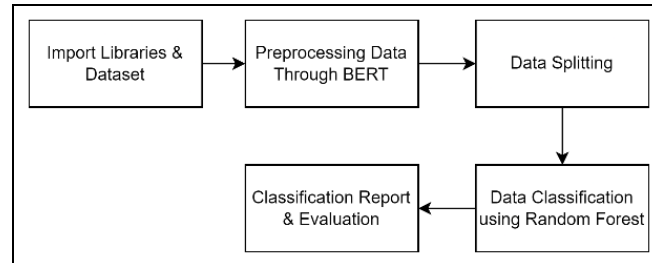 Import Libraries &
Dataset
Preprocessing Data
Through BERT
Data Splitting
Data Classification
using Random Forest
Classification Report
& Evaluation